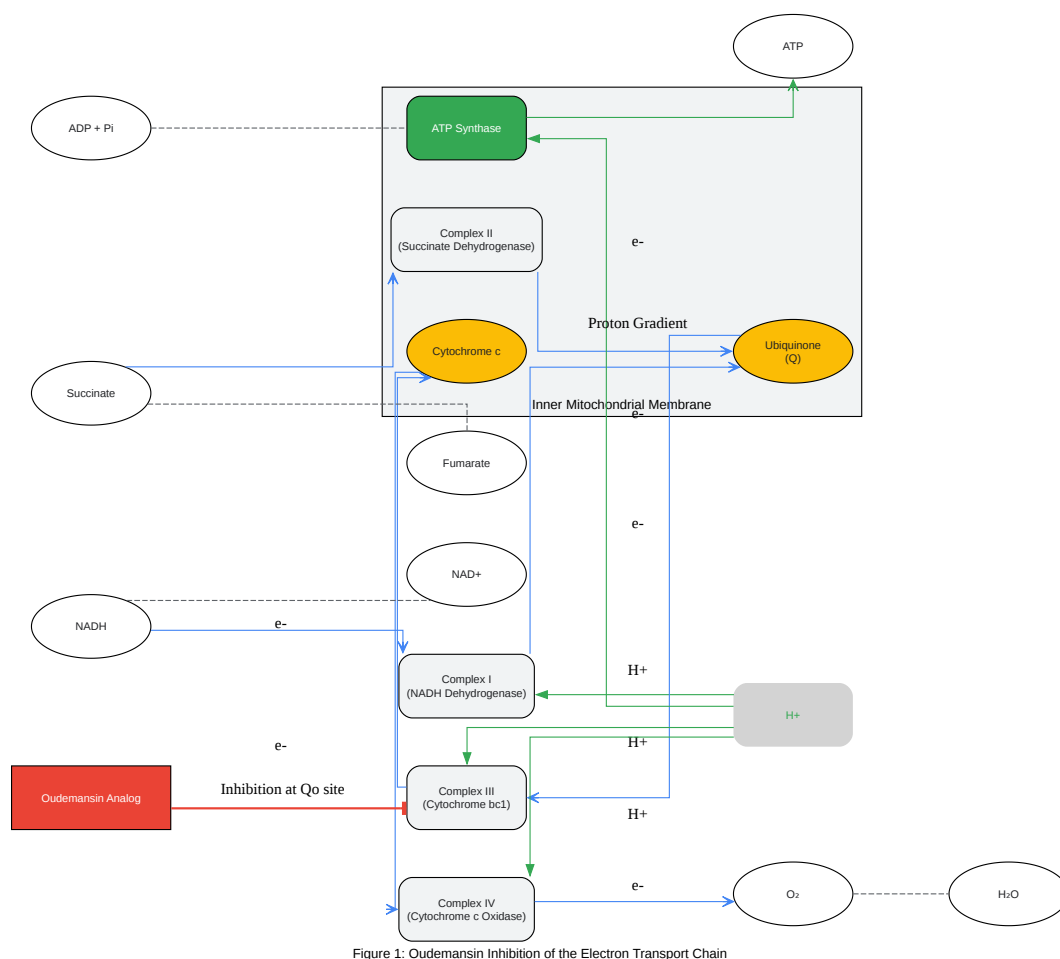 ATP
ADP + Pi
ATP Synthase
Complex II
(Succinate Dehydrogenase)
e-
Proton Gradient
Cytochrome c
Ubiquinone
(Q)
Succinate
Inner Mitochondrial Membrane
e-
Fumarate
e-
NAD+
NADH
e-
Complex I
(NADH Dehydrogenase)
H+
H+
e-
H+
Oudemansin Analog
Inhibition at Qo site
Complex III
(Cytochrome bc1)
H+
e-
Complex IV
(Cytochrome c Oxidase)
O₂
H₂O
Figure 1: Oudemansin Inhibition of the Electron Transport Chain